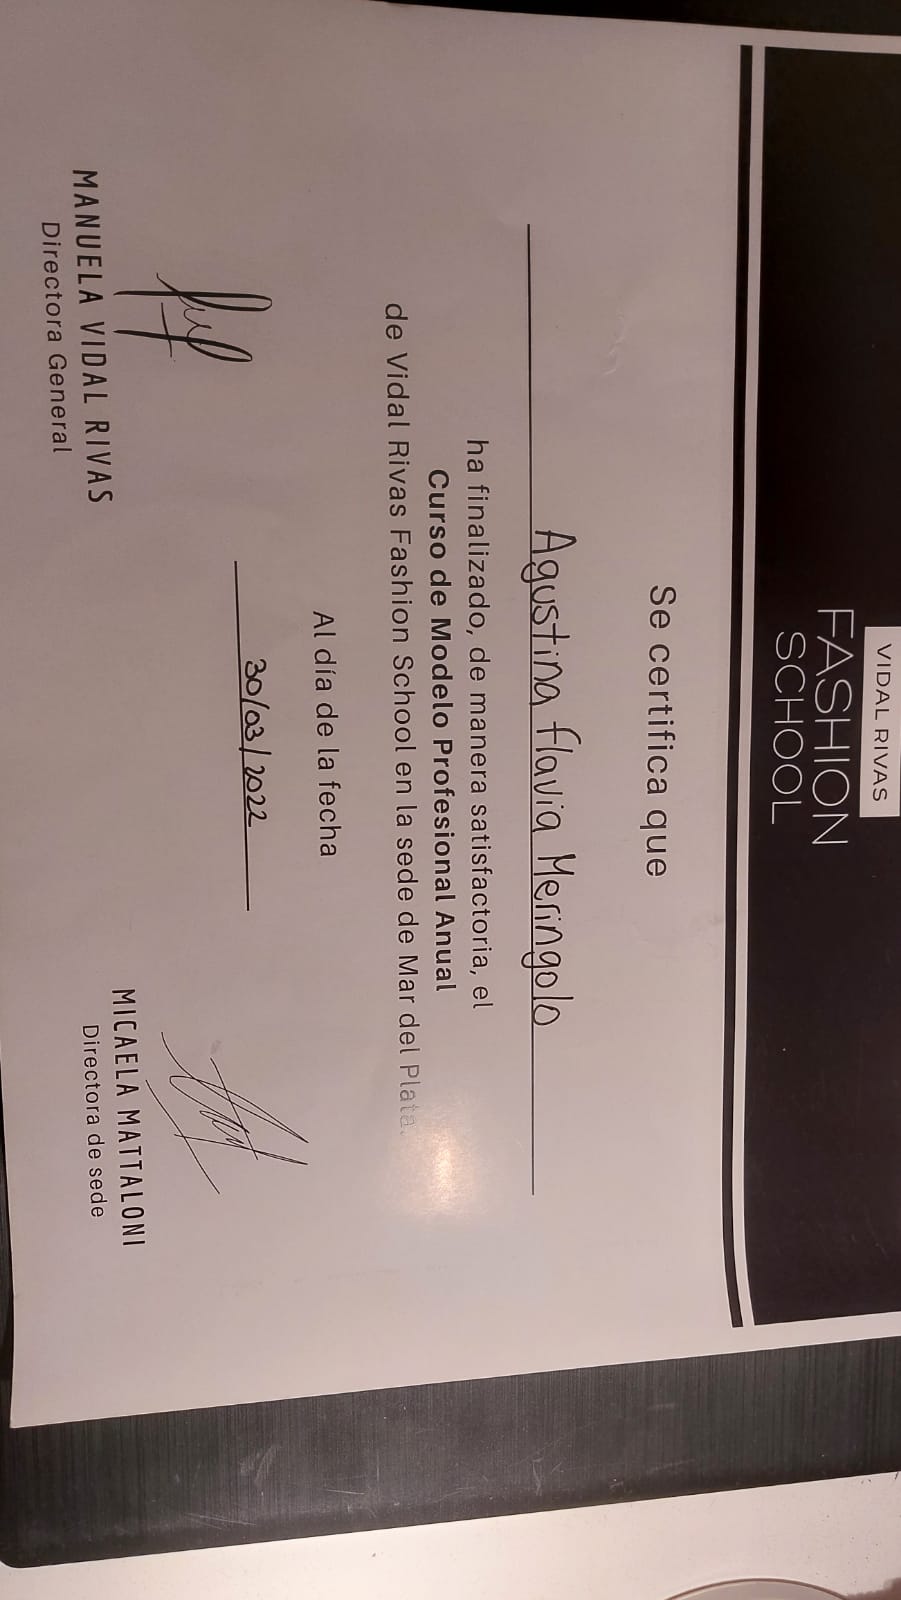 VIDAL RIVAS
FASHION
SCHOOL
Se certifica que
Agustina flavia Meringolo
ha finalizado, de manera satisfactoria, el
Curso de Modelo Profesional Anual
de Vidal Rivas Fashion School en la sede de Mar del Plata.
Al día de la fecha
30/03/2022
MANUELA VIDAL RIVAS
Directora General
MICAELA MATTALONI
Directora de sede